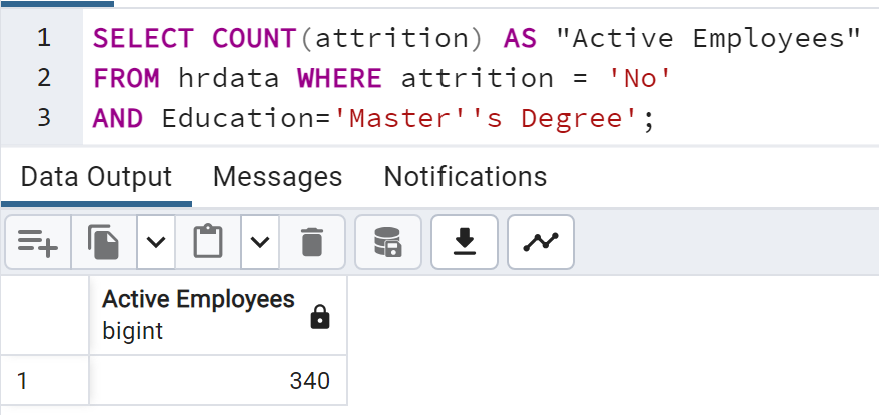 1 SELECT COUNT(attrition) AS "Active Employees"
2 FROM hrdata WHERE attrition = 'No'
3 AND Education='Master''s Degree';
Data Output Messages Notifications
Active Employees
bigint
1 340